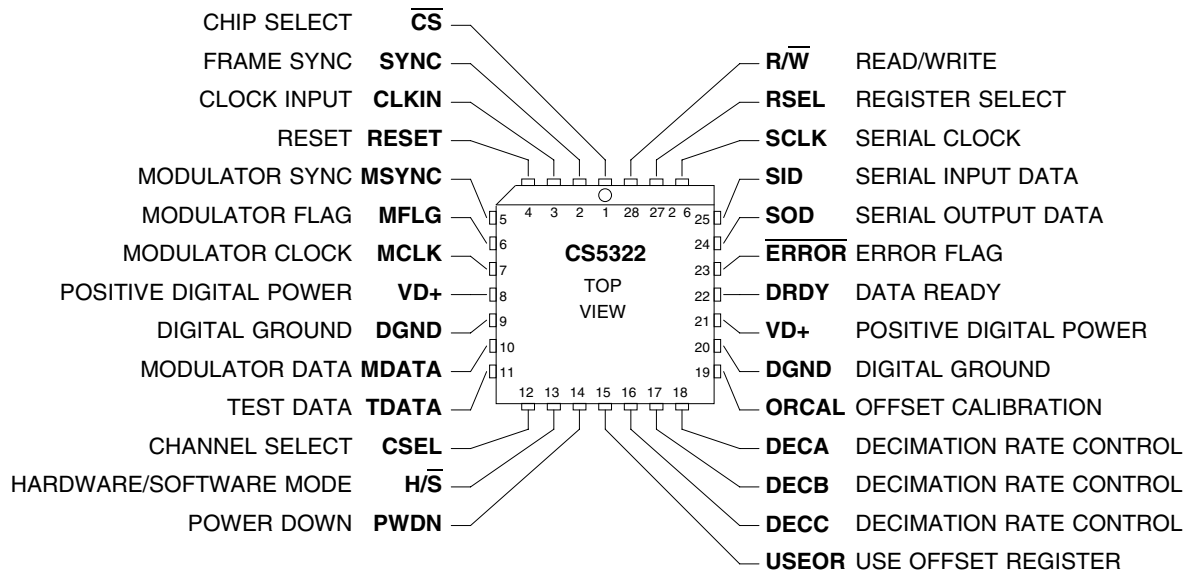 CHIP SELECT C̅S̅
FRAME SYNC SYNC
CLOCK INPUT CLKIN
RESET RESET
MODULATOR SYNC MSYNC
MODULATOR FLAG MFLG
MODULATOR CLOCK MCLK
POSITIVE DIGITAL POWER VD+
DIGITAL GROUND DGND
MODULATOR DATA MDATA
TEST DATA TDATA
CHANNEL SELECT CSEL
HARDWARE/SOFTWARE MODE H/S̅
POWER DOWN PWDN
4 3 2 1 28 27 2 6
5
6
7
8
9
10
11
CS5322
TOP
VIEW
25
24
23
22
21
20
19
12 13 14 15 16 17 18
R/W̅ READ/WRITE
RSEL REGISTER SELECT
SCLK SERIAL CLOCK
SID SERIAL INPUT DATA
SOD SERIAL OUTPUT DATA
E̅R̅R̅O̅R̅ ERROR FLAG
DRDY DATA READY
VD+ POSITIVE DIGITAL POWER
DGND DIGITAL GROUND
ORCAL OFFSET CALIBRATION
DECA DECIMATION RATE CONTROL
DECB DECIMATION RATE CONTROL
DECC DECIMATION RATE CONTROL
USEOR USE OFFSET REGISTER